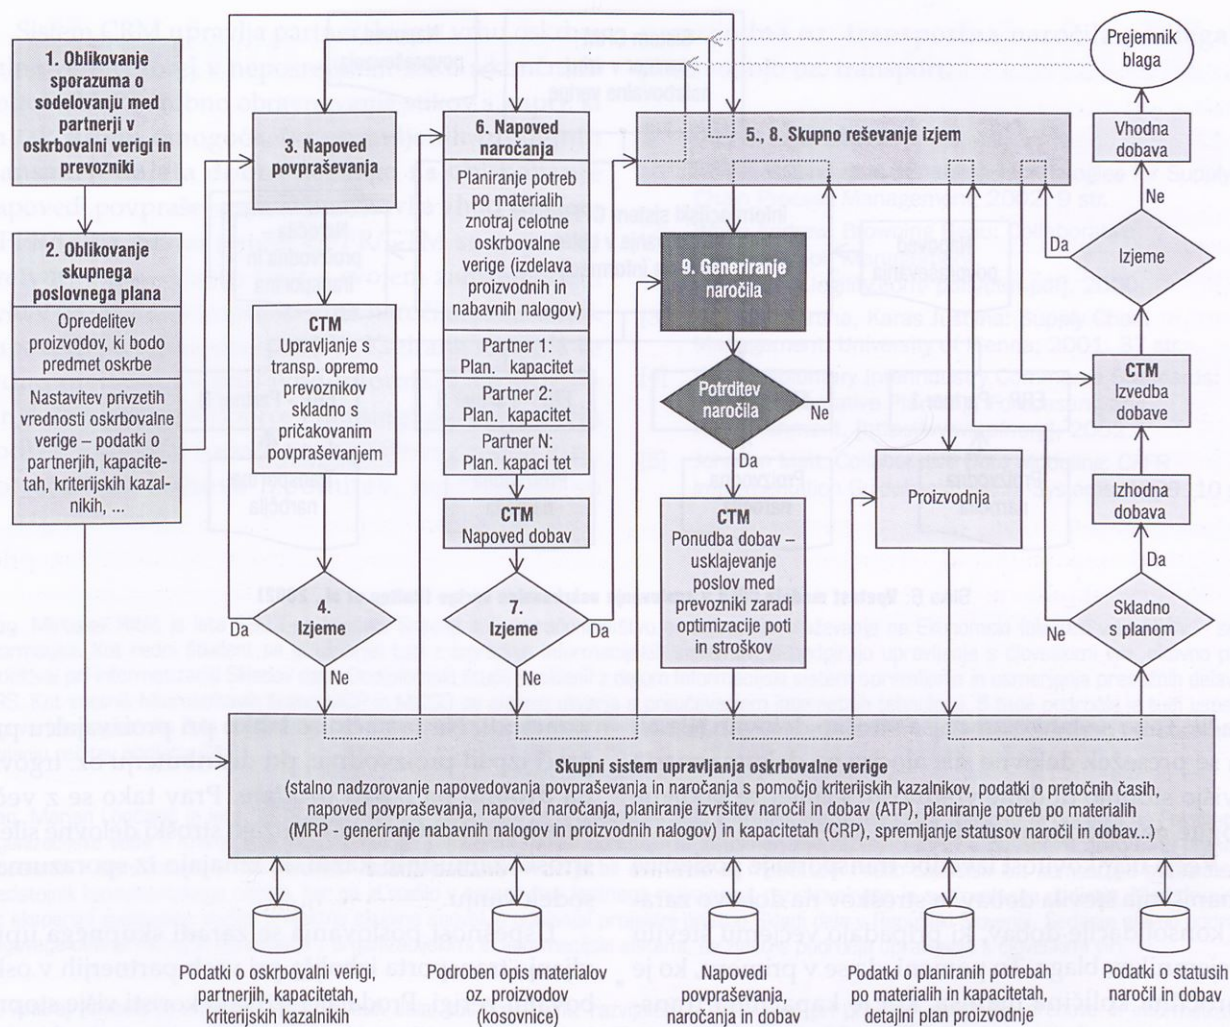 1. Oblikovanje
sporazuma o
sodelovanju med
partnerji v
oskrbovalni verigi in
prevozniki
2. Oblikovanje
skupnega
poslovnega plana
Opredelitev
proizvodov, ki bodo
predmet oskrbe
Nastavitev privzetih
vrednosti oskrbovalne
verige – podatki o
partnerjih, kapacite-
tah, kriterijskih kazal-
nikih, ...
3. Napoved
povpraševanja
CTM
Upravljanje s
transp. opremo
prevoznikov
skladno s
pričakovanim
povpraševanjem
4.
Izjeme
Da
Ne
6. Napoved
naročanja
Planiranje potreb
po materialih
znotraj celotne
oskrbovalne
verige (izdelava
proizvodnih in
nabavnih nalogov)
Partner 1:
Plan. kapacitet
Partner 2:
Plan. kapacitet
Partner N:
Plan. kapaci tet
CTM
Napoved dobav
7.
Izjeme
Da
Ne
5., 8. Skupno reševanje izjem
9. Generiranje
naročila
Potrditev
naročila
Ne
Da
CTM
Ponudba dobav –
usklajevanje
poslov med
prevozniki zaradi
optimizacije poti
in stroškov
Proizvodnja
Prejemnik
blaga
Vhodna
dobava
Ne
Da
Izjeme
CTM
Izvedba
dobave
Izhodna
dobava
Da
Ne
Skladno
s planom
Skupni sistem upravljanja oskrbovalne verige
(stalno nadzorovanje napovedovanja povpraševanja in naročanja s pomočjo kriterijskih kazalnikov, podatki o pretočnih časih,
napovedi povpraševanja, napovedi naročanja, planiranje izvršitev naročil in dobav (ATP), planiranje potreb po materialih
(MRP - generiranje nabavnih nalogov in proizvodnih nalogov) in kapacitetah (CRP), spremljanje statusov naročil in dobav...)
Podatki o oskrbovalni verigi,
partnerjih, kapacitetah,
kriterijskih kazalnikih
Podroben opis materialov
oz. proizvodov
(kosovnice)
Napovedi
povpraševanja,
naročanja in dobav
Podatki o planiranih potrebah
po materialih in kapacitetah,
detajlni plan proizvodnje
Podatki o statusih
naročil in dobav